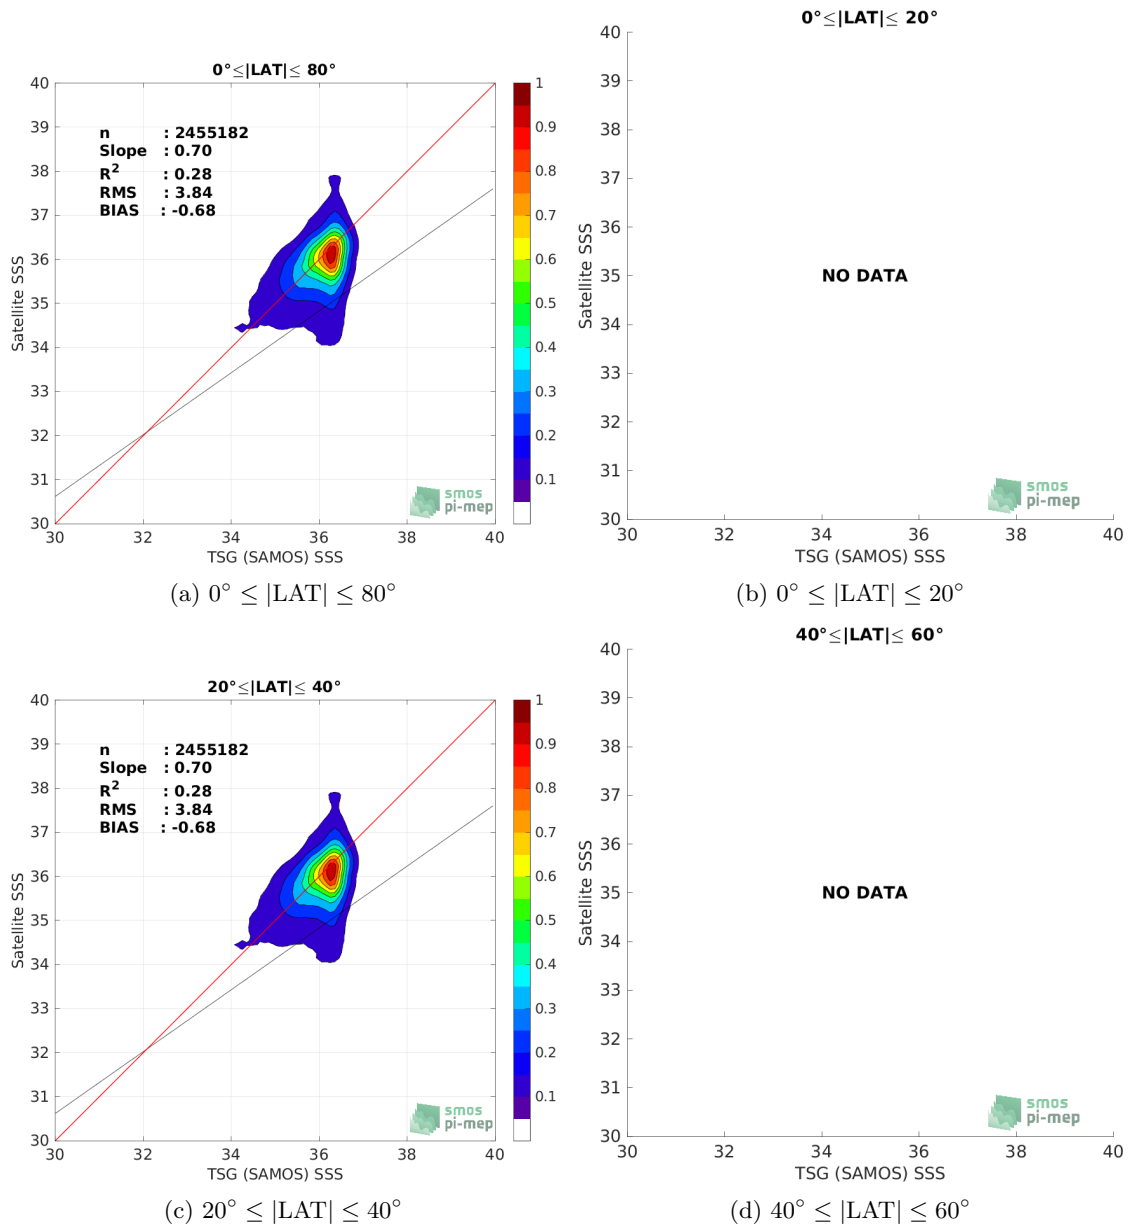 0°≤|LAT|≤ 80°
40
39
38
37
36
35
34
33
32
31
30
Satellite SSS
n : 2455182
Slope : 0.70
R² : 0.28
RMS : 3.84
BIAS : -0.68
smos
pi-mep
30 32 34 36 38 40
TSG (SAMOS) SSS
1
0.9
0.8
0.7
0.6
0.5
0.4
0.3
0.2
0.1
(a) 0° ≤ |LAT| ≤ 80°
0°≤|LAT|≤ 20°
40
39
38
37
36
35
34
33
32
31
30
Satellite SSS
NO DATA
smos
pi-mep
30 32 34 36 38 40
TSG (SAMOS) SSS
(b) 0° ≤ |LAT| ≤ 20°
20°≤|LAT|≤ 40°
40
39
38
37
36
35
34
33
32
31
30
Satellite SSS
n : 2455182
Slope : 0.70
R² : 0.28
RMS : 3.84
BIAS : -0.68
smos
pi-mep
30 32 34 36 38 40
TSG (SAMOS) SSS
1
0.9
0.8
0.7
0.6
0.5
0.4
0.3
0.2
0.1
(c) 20° ≤ |LAT| ≤ 40°
40°≤|LAT|≤ 60°
40
39
38
37
36
35
34
33
32
31
30
Satellite SSS
NO DATA
smos
pi-mep
30 32 34 36 38 40
TSG (SAMOS) SSS
(d) 40° ≤ |LAT| ≤ 60°